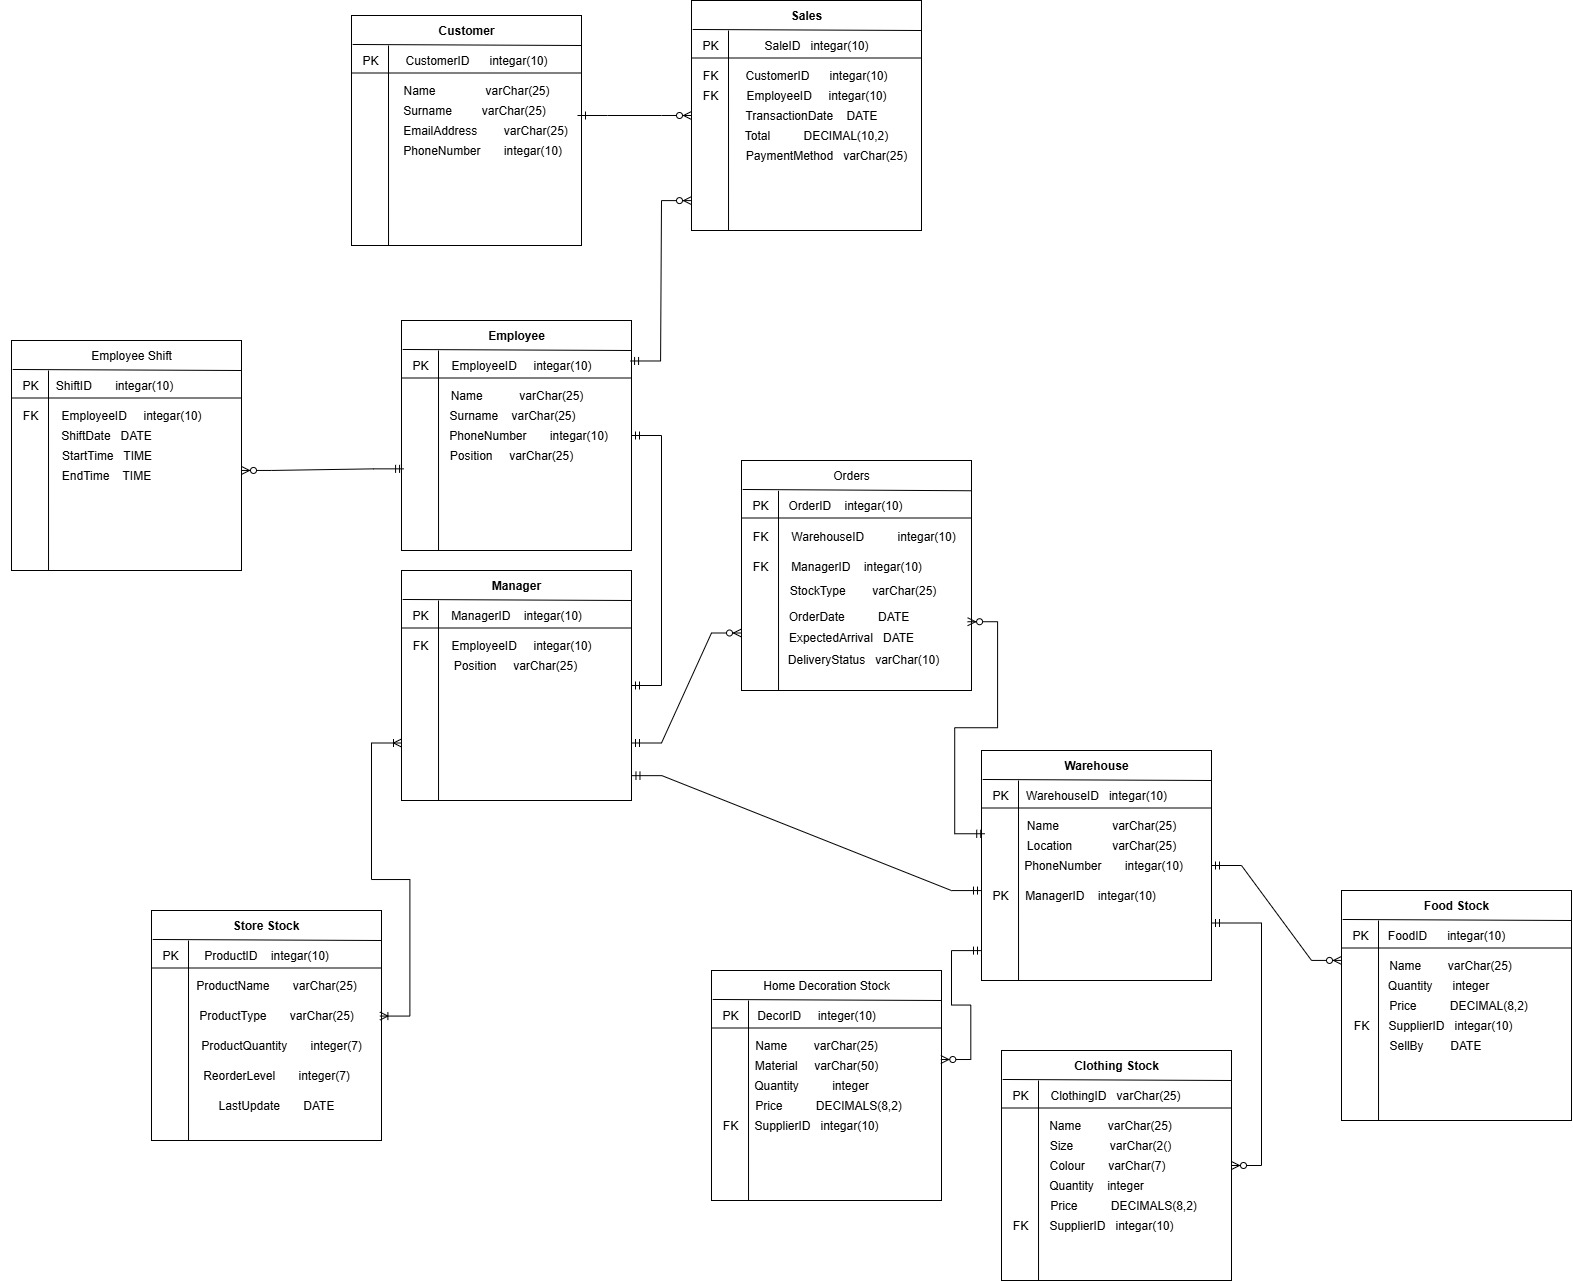 Customer
PK CustomerID integar(10)
Name varChar(25)
Surname varChar(25)
EmailAddress varChar(25)
PhoneNumber integar(10)
Sales
PK SaleID integar(10)
FK CustomerID integar(10)
FK EmployeeID integar(10)
TransactionDate DATE
Total DECIMAL(10,2)
PaymentMethod varChar(25)
Employee Shift
PK ShiftID integar(10)
FK EmployeeID integar(10)
ShiftDate DATE
StartTime TIME
EndTime TIME
Employee
PK EmployeeID integar(10)
Name varChar(25)
Surname varChar(25)
PhoneNumber integar(10)
Position varChar(25)
Manager
PK ManagerID integar(10)
FK EmployeeID integar(10)
Position varChar(25)
Orders
PK OrderID integar(10)
FK WarehouseID integar(10)
FK ManagerID integar(10)
StockType varChar(25)
OrderDate DATE
ExpectedArrival DATE
DeliveryStatus varChar(10)
Warehouse
PK WarehouseID integar(10)
Name varChar(25)
Location varChar(25)
PhoneNumber integar(10)
PK ManagerID integar(10)
Store Stock
PK ProductID integar(10)
ProductName varChar(25)
ProductType varChar(25)
ProductQuantity integer(7)
ReorderLevel integer(7)
LastUpdate DATE
Home Decoration Stock
PK DecorID integer(10)
Name varChar(25)
Material varChar(50)
Quantity integer
Price DECIMALS(8,2)
FK SupplierID integar(10)
Clothing Stock
PK ClothingID varChar(25)
Name varChar(25)
Size varChar(2()
Colour varChar(7)
Quantity integer
Price DECIMALS(8,2)
FK SupplierID integar(10)
Food Stock
PK FoodID integar(10)
Name varChar(25)
Quantity integer
Price DECIMAL(8,2)
FK SupplierID integar(10)
SellBy DATE